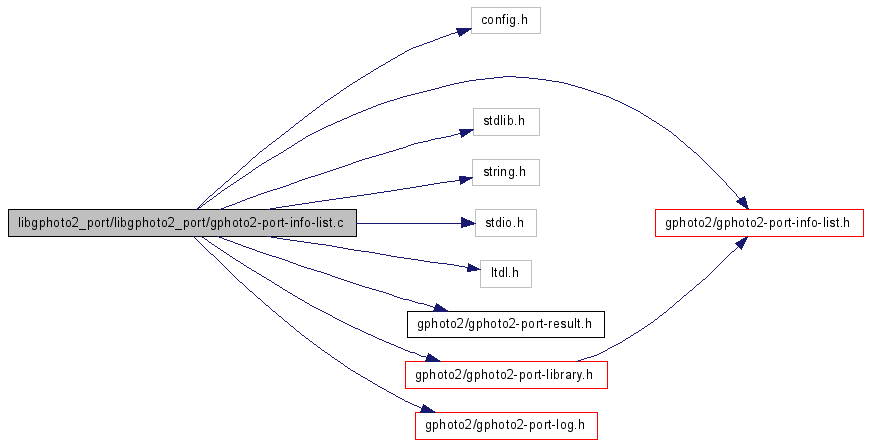 config.h
stdlib.h
string.h
libgphoto2_port/libgphoto2_port/gphoto2-port-info-list.c
stdio.h
gphoto2/gphoto2-port-info-list.h
ltdl.h
gphoto2/gphoto2-port-result.h
gphoto2/gphoto2-port-library.h
gphoto2/gphoto2-port-log.h